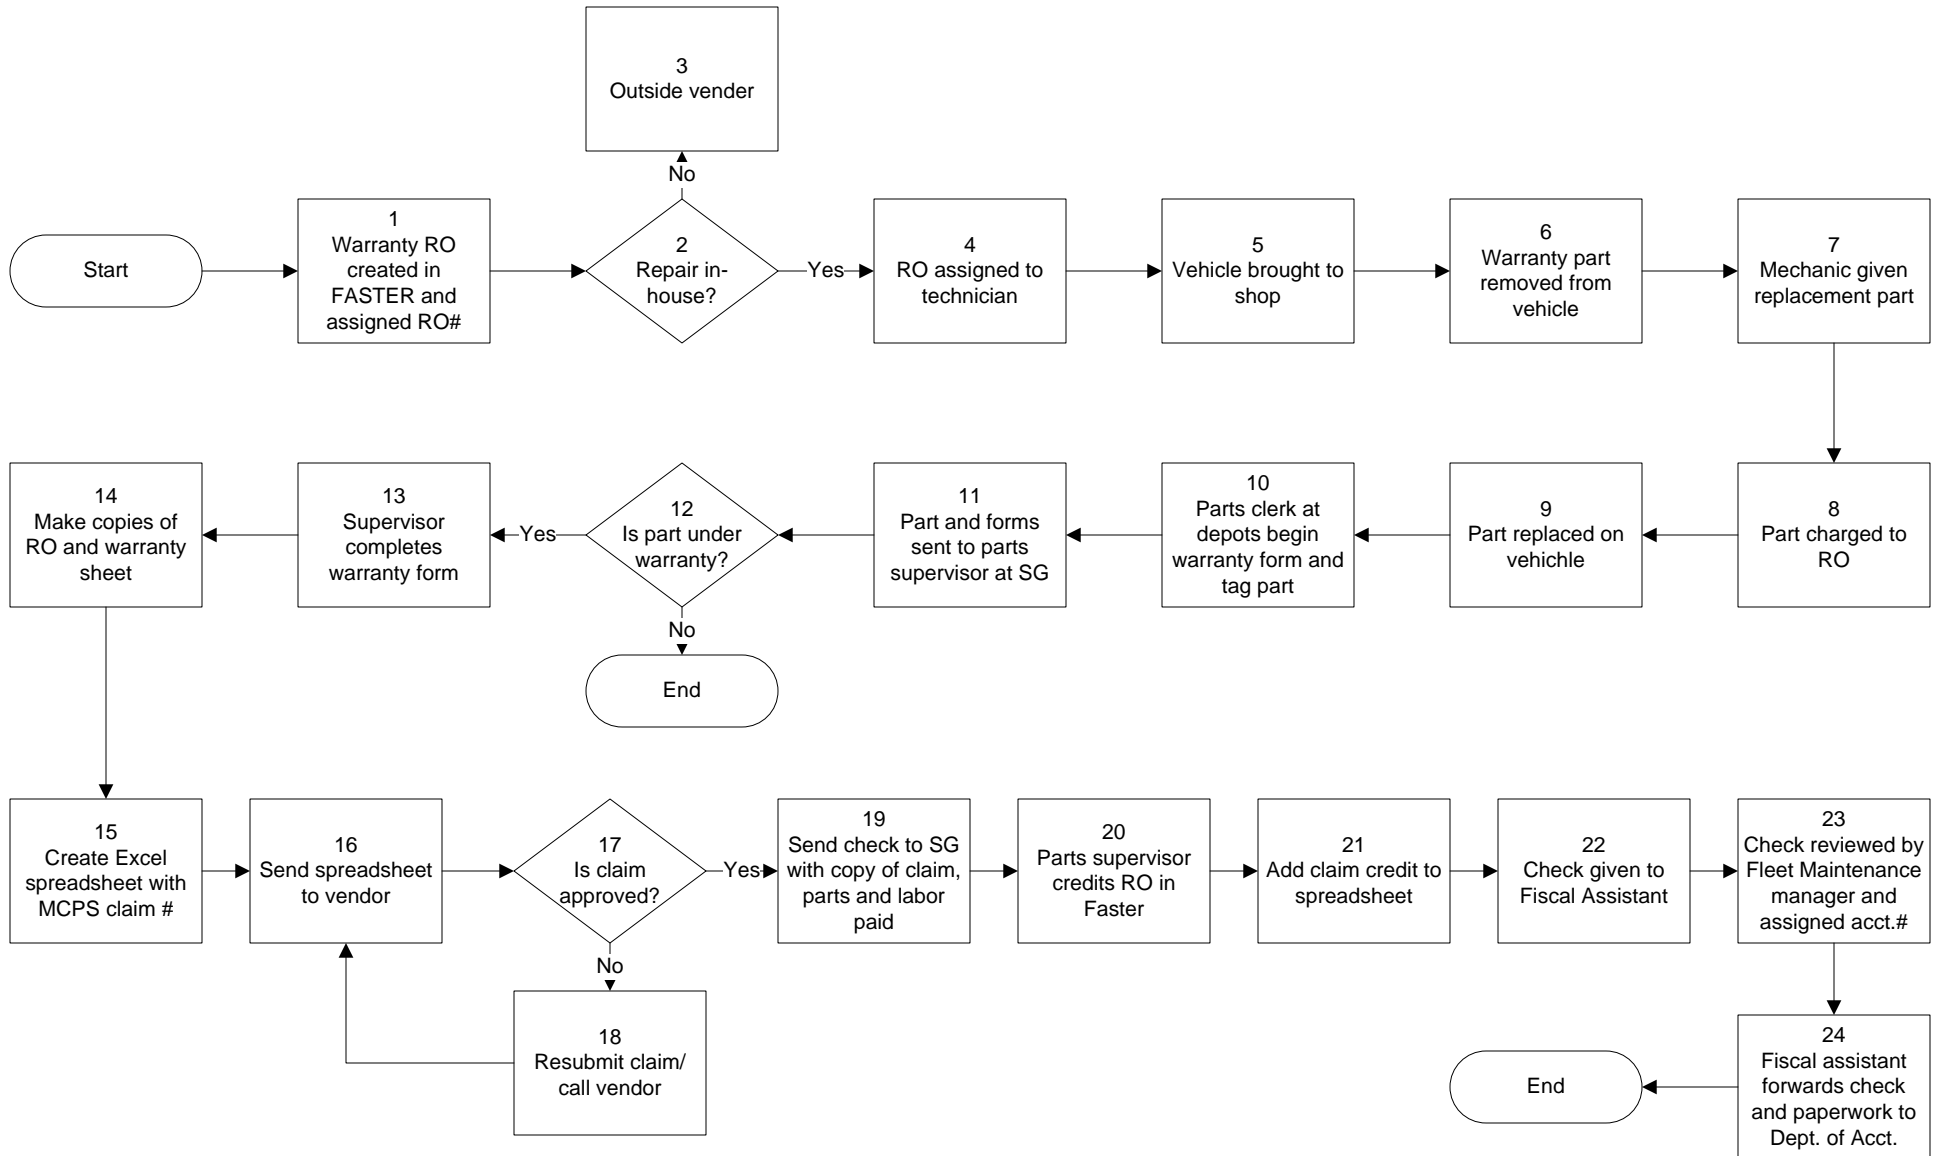 3
Outside vender
No
Start
1
Warranty RO
created in
FASTER and
assigned RO#
2
Repair in-
house?
Yes
4
RO assigned to
technician
5
Vehicle brought to
shop
6
Warranty part
removed from
vehicle
7
Mechanic given
replacement part
14
Make copies of
RO and warranty
sheet
13
Supervisor
completes
warranty form
Yes
12
Is part under
warranty?
11
Part and forms
sent to parts
supervisor at SG
10
Parts clerk at
depots begin
warranty form and
tag part
9
Part replaced on
vehichle
8
Part charged to
RO
No
End
15
Create Excel
spreadsheet with
MCPS claim #
16
Send spreadsheet
to vendor
17
Is claim
approved?
Yes
19
Send check to SG
with copy of claim,
parts and labor
paid
20
Parts supervisor
credits RO in
Faster
21
Add claim credit to
spreadsheet
22
Check given to
Fiscal Assistant
23
Check reviewed by
Fleet Maintenance
manager and
assigned acct.#
No
18
Resubmit claim/
call vendor
End
24
Fiscal assistant
forwards check
and paperwork to
Dept. of Acct.